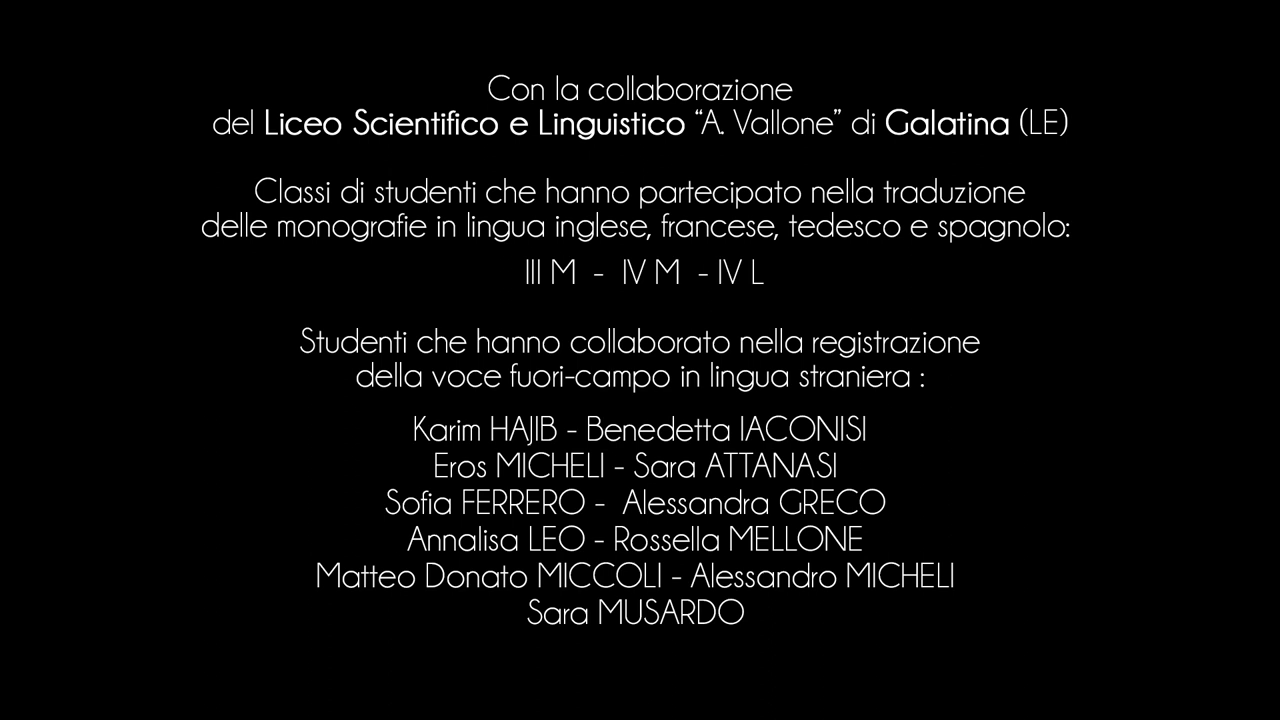 Con la collaborazione
del Liceo Scientifico e Linguistico “A. Vallone” di Galatina (LE)
Classi di studenti che hanno partecipato nella traduzione
delle monografie in lingua inglese, francese, tedesco e spagnolo:
III M - IV M - IV L
Studenti che hanno collaborato nella registrazione
della voce fuori-campo in lingua straniera :
Karim HAJIB - Benedetta IACONISI
Eros MICHELI - Sara ATTANASI
Sofia FERRERO - Alessandra GRECO
Annalisa LEO - Rossella MELLONE
Matteo Donato MICCOLI - Alessandro MICHELI
Sara MUSARDO